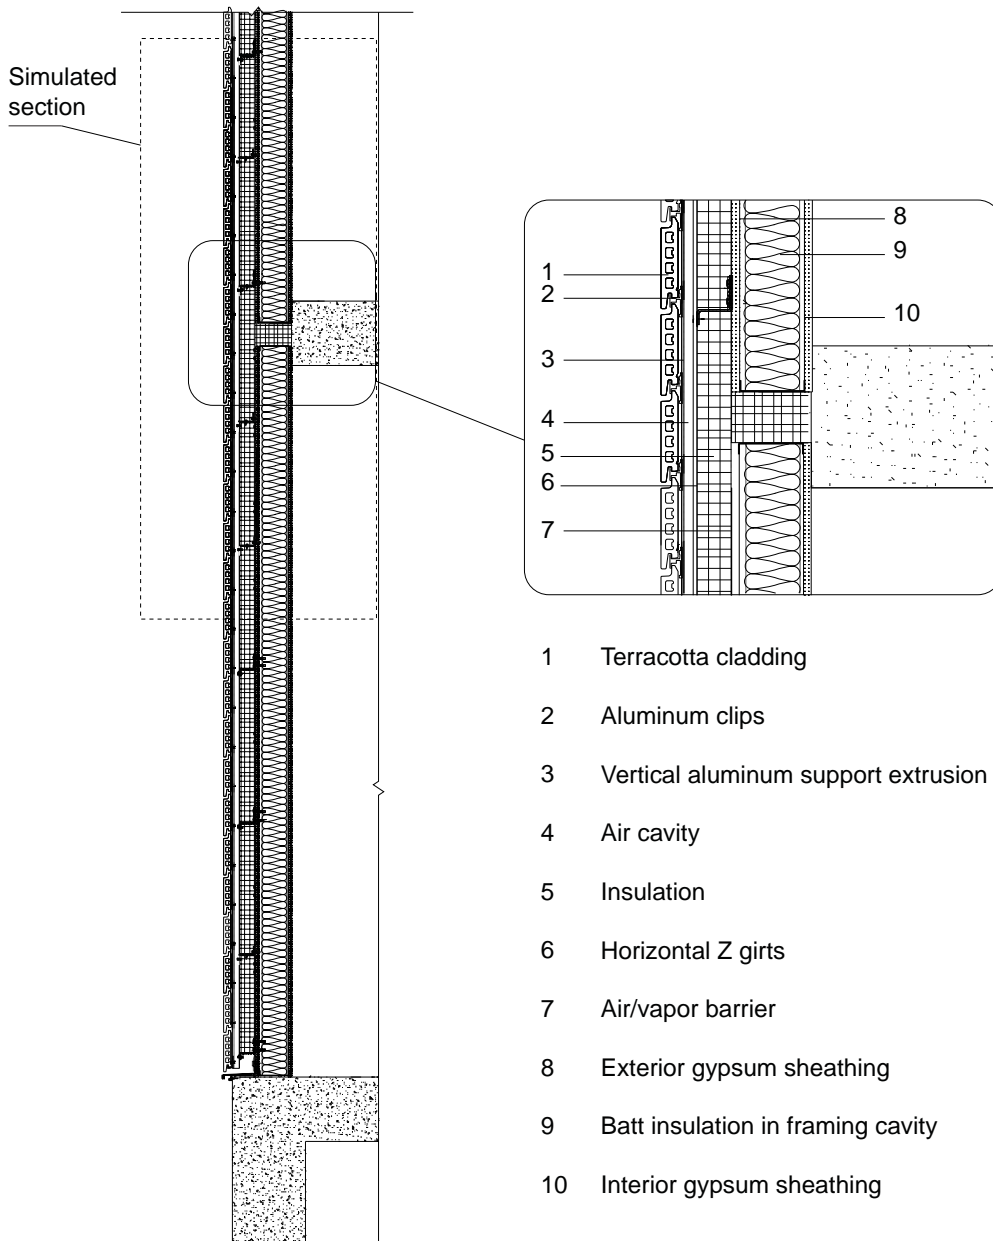 Simulated
section
1
2
3
4
5
6
7
8
9
10
1 Terracotta cladding
2 Aluminum clips
3 Vertical aluminum support extrusion
4 Air cavity
5 Insulation
6 Horizontal Z girts
7 Air/vapor barrier
8 Exterior gypsum sheathing
9 Batt insulation in framing cavity
10 Interior gypsum sheathing